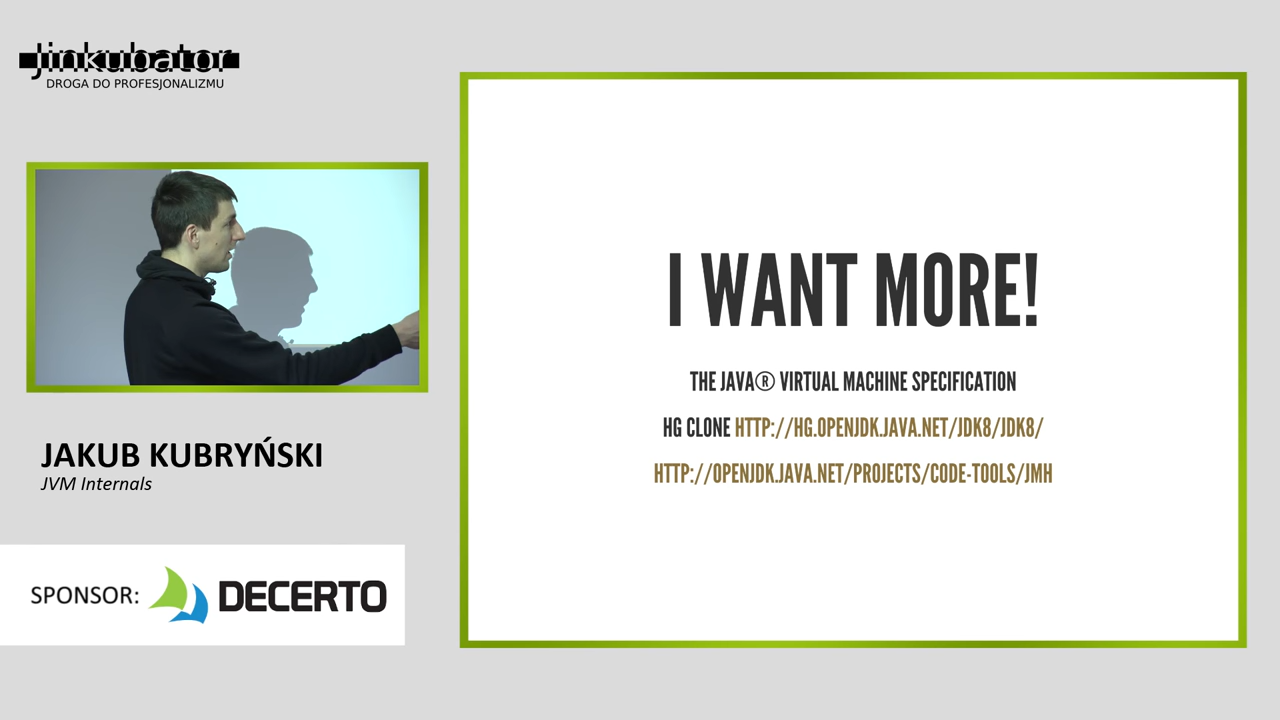 Jinkubator
DROGA DO PROFESJONALIZMU
JAKUB KUBRYŃSKI
JVM Internals
SPONSOR: DECERTO
I WANT MORE!
THE JAVA® VIRTUAL MACHINE SPECIFICATION
HG CLONE HTTP://HG.OPENJDK.JAVA.NET/JDK8/JDK8/
HTTP://OPENJDK.JAVA.NET/PROJECTS/CODE-TOOLS/JMH